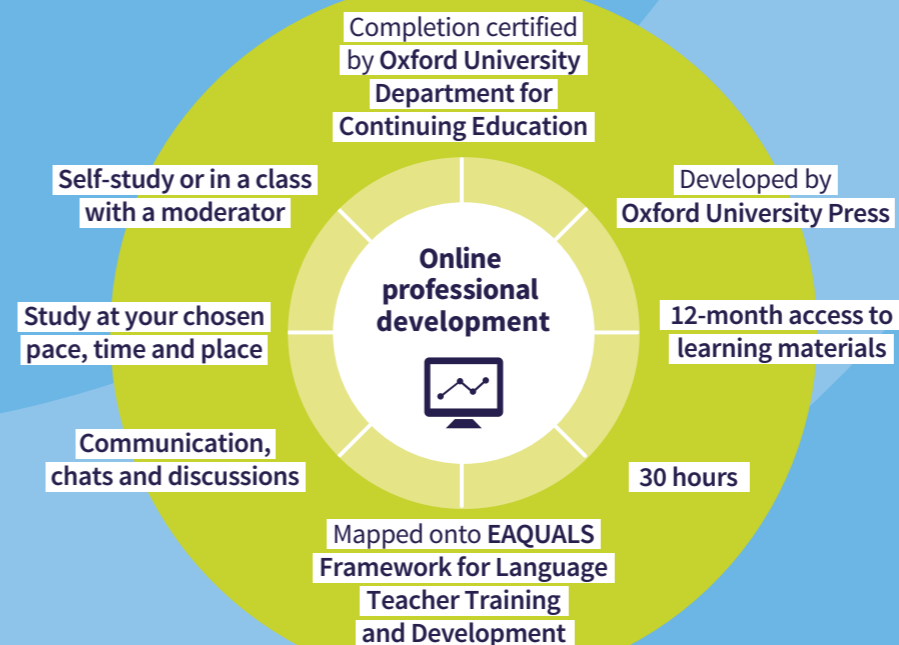 Completion certified
by Oxford University
Department for
Continuing Education
Self-study or in a class
with a moderator
Developed by
Oxford University Press
Online
professional
development
Study at your chosen
pace, time and place
12-month access to
learning materials
Communication,
chats and discussions
30 hours
Mapped onto EAQUALS
Framework for Language
Teacher Training
and Development